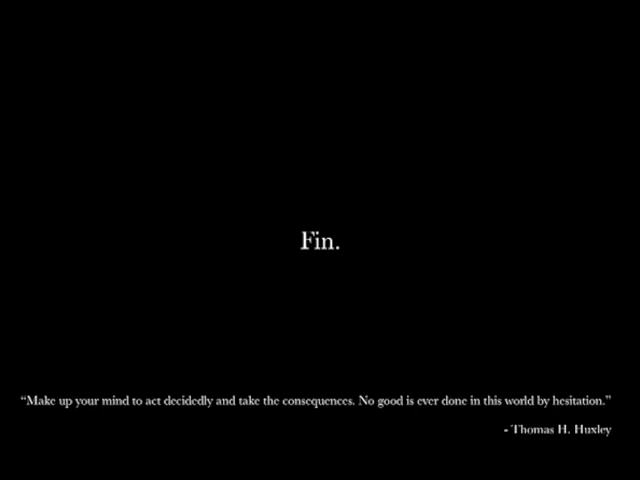 Fin.
“Make up your mind to act decidedly and take the consequences. No good is ever done in this world by hesitation.”
- Thomas H. Huxley